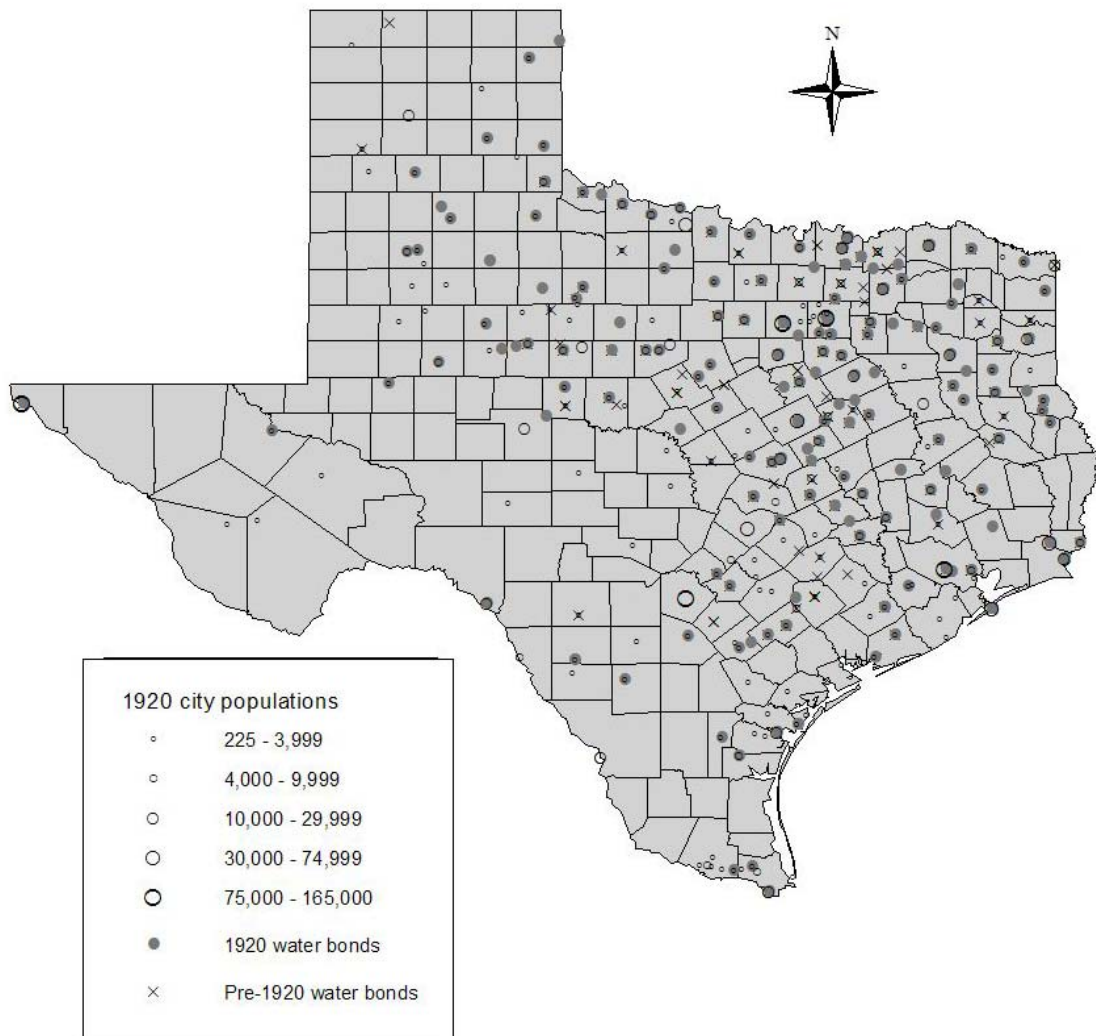 N
1920 city populations
225 - 3,999
4,000 - 9,999
10,000 - 29,999
30,000 - 74,999
75,000 - 165,000
1920 water bonds
Pre-1920 water bonds